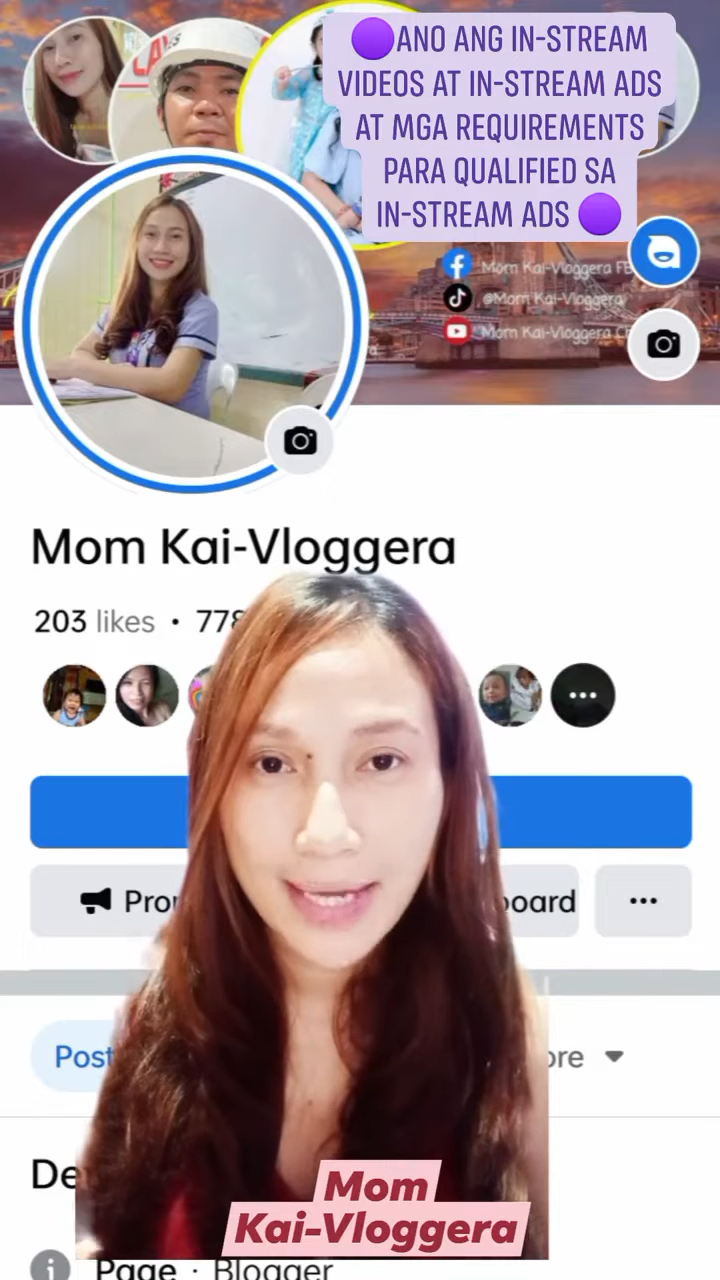 ANO ANG IN-STREAM
VIDEOS AT IN-STREAM ADS
AT MGA REQUIREMENTS
PARA QUALIFIED SA
IN-STREAM ADS
Mom Kai-Vloggera FB
@Mom Kai-Vloggera
Mom Kai-Vloggera
Mom Kai-Vloggera
203 likes • 778
Pro
board
Post
ore
De
Mom
Kai-Vloggera
Page · Blogger